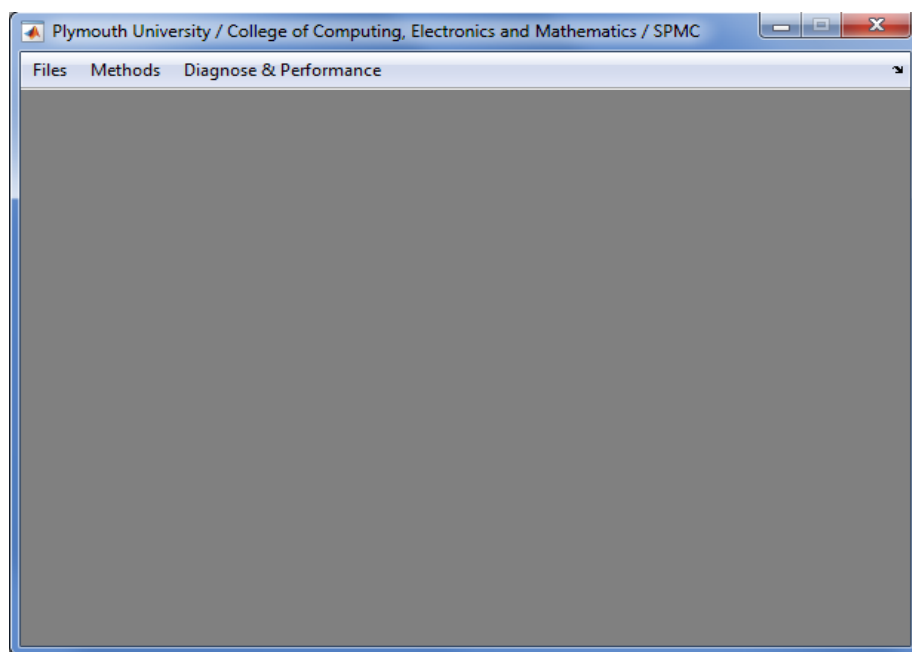 Plymouth University / College of Computing, Electronics and Mathematics / SPMC
Files Methods Diagnose & Performance